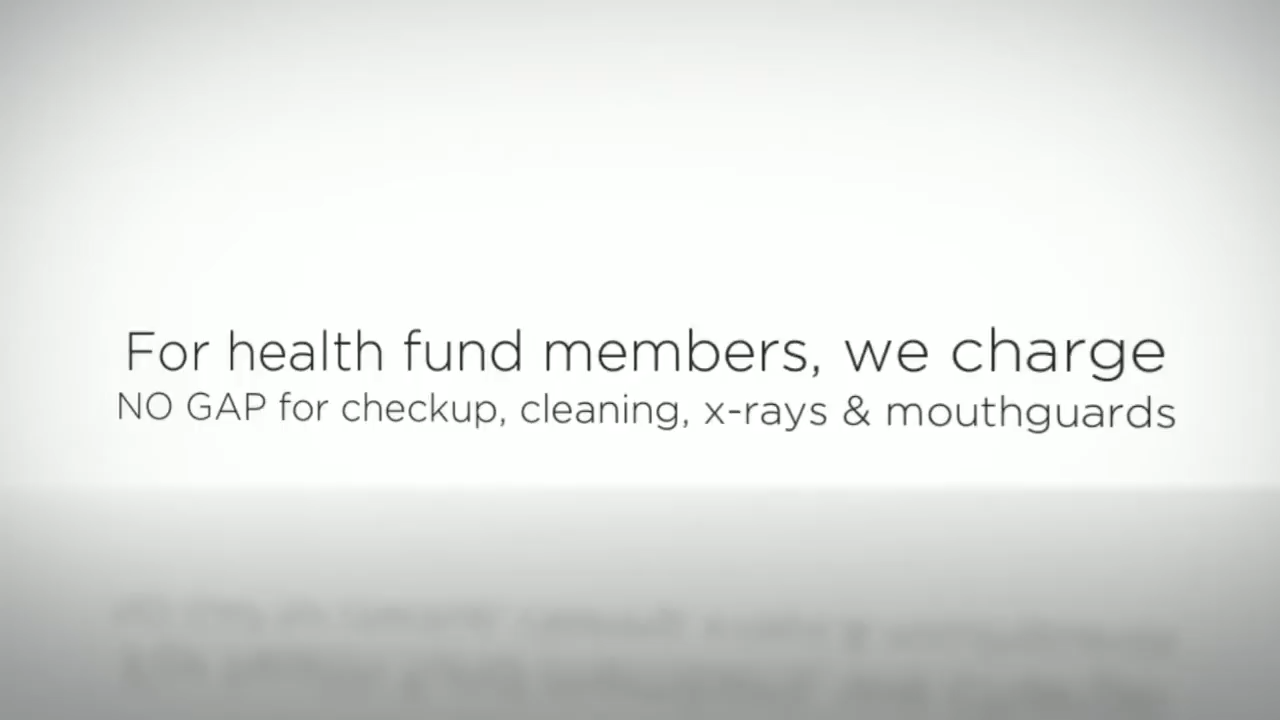 For health fund members, we charge
NO GAP for checkup, cleaning, x-rays & mouthguards